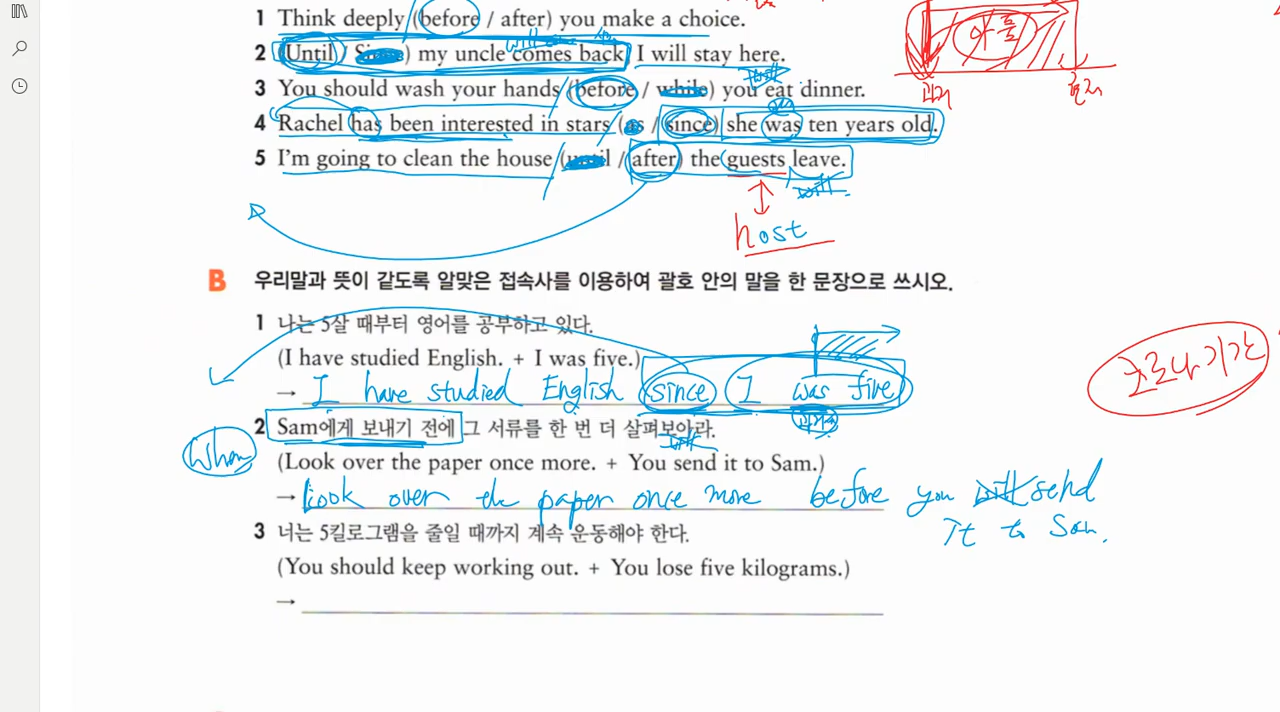 1 Think deeply (before / after) you make a choice.
2 (Until / Since) my uncle comes back, I will stay here.
3 You should wash your hands (before / while) you eat dinner.
4 Rachel has been interested in stars (as / since) she was ten years old.
5 I'm going to clean the house (until / after) the guests leave.
will
host
아들
과거
현재
B 우리말과 뜻이 같도록 알맞은 접속사를 이용하여 괄호 안의 말을 한 문장으로 쓰시오.
1 나는 5살 때부터 영어를 공부하고 있다.
(I have studied English. + I was five.)
→ I have studied English since I was five
코로나기간
2 Sam에게 보내기 전에 그 서류를 한 번 더 살펴보아라.
when
(Look over the paper once more. + You send it to Sam.)
→ Look over the paper once more before you will send
It to Sam.
3 너는 5킬로그램을 줄일 때까지 계속 운동해야 한다.
(You should keep working out. + You lose five kilograms.)
→